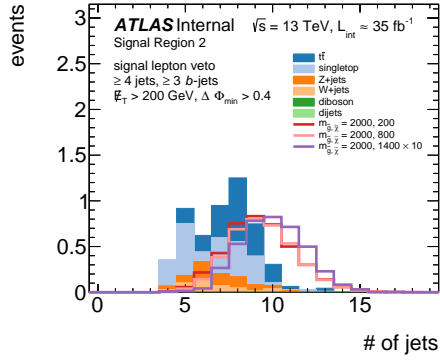 events
ATLAS Internal √s = 13 TeV, L_int ≈ 35 fb⁻¹
Signal Region 2
signal lepton veto
≥ 4 jets, ≥ 3 b-jets
E̸_T > 200 GeV, Δ Φ_min > 0.4
tt̄
singletop
Z+jets
W+jets
diboson
dijets
m_g̃,χ̃ = 2000, 200
m_g̃,χ̃ = 2000, 800
m_g̃,χ̃ = 2000, 1400 × 10
3
2.5
2
1.5
1
0.5
0
0 5 10 15
# of jets